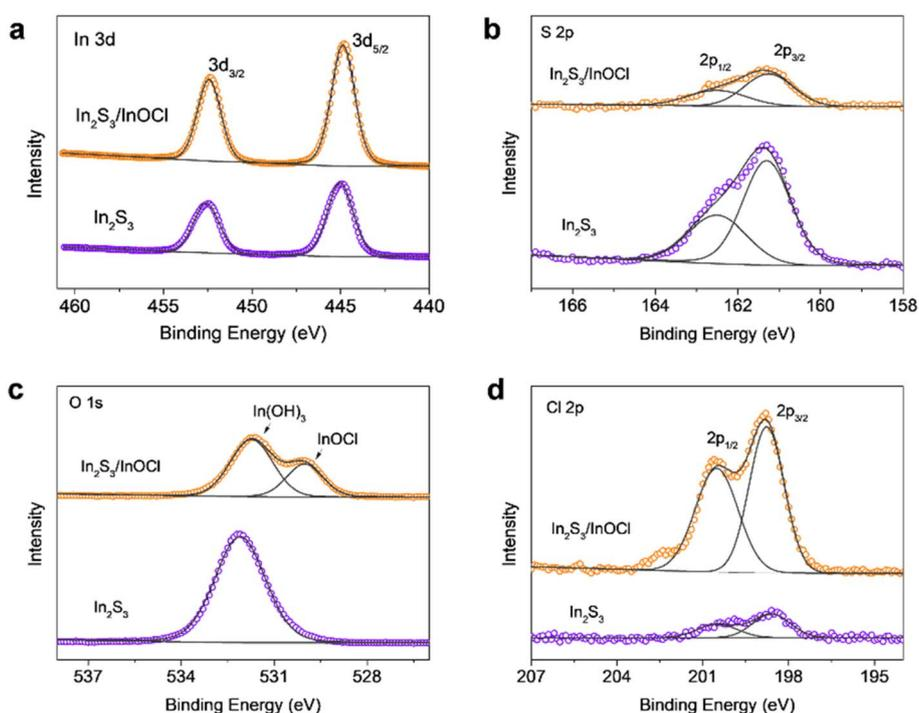 a
In 3d
3d3/2
3d5/2
In2S3/InOCl
In2S3
Intensity
460 455 450 445 440
Binding Energy (eV)
b
S 2p
2p1/2
2p3/2
In2S3/InOCl
In2S3
Intensity
166 164 162 160 158
Binding Energy (eV)
c
O 1s
In(OH)3
InOCl
In2S3/InOCl
In2S3
Intensity
537 534 531 528
Binding Energy (eV)
d
Cl 2p
2p1/2
2p3/2
In2S3/InOCl
In2S3
Intensity
207 204 201 198 195
Binding Energy (eV)